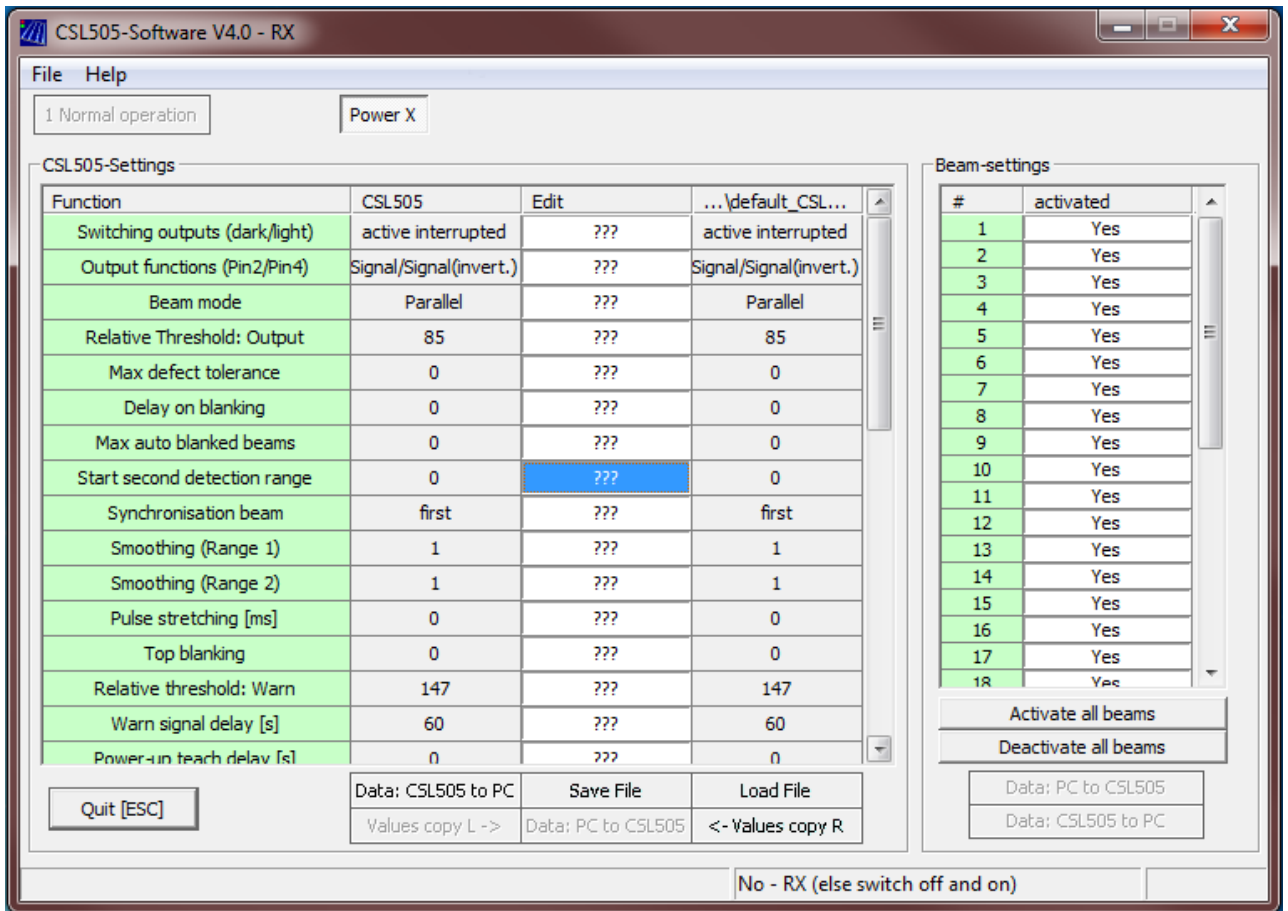 CSL505-Software V4.0 - RX
File Help
1 Normal operation Power X
CSL505-Settings Beam-settings
Function CSL505 Edit ...\default_CSL... # activated
Switching outputs (dark/light) active interrupted ??? active interrupted
Output functions (Pin2/Pin4) Signal/Signal(invert.) ??? Signal/Signal(invert.)
Beam mode Parallel ??? Parallel
Relative Threshold: Output 85 ??? 85
Max defect tolerance 0 ??? 0
Delay on blanking 0 ??? 0
Max auto blanked beams 0 ??? 0
Start second detection range 0 ??? 0
Synchronisation beam first ??? first
Smoothing (Range 1) 1 ??? 1
Smoothing (Range 2) 1 ??? 1
Pulse stretching [ms] 0 ??? 0
Top blanking 0 ??? 0
Relative threshold: Warn 147 ??? 147
Warn signal delay [s] 60 ??? 60
Power-up teach delay [s] 0 ??? 0
1 Yes
2 Yes
3 Yes
4 Yes
5 Yes
6 Yes
7 Yes
8 Yes
9 Yes
10 Yes
11 Yes
12 Yes
13 Yes
14 Yes
15 Yes
16 Yes
17 Yes
18 Yes
Activate all beams
Deactivate all beams
Data: PC to CSL505
Data: CSL505 to PC
Quit [ESC]
Data: CSL505 to PC Save File Load File
Values copy L -> Data: PC to CSL505 <- Values copy R
No - RX (else switch off and on)